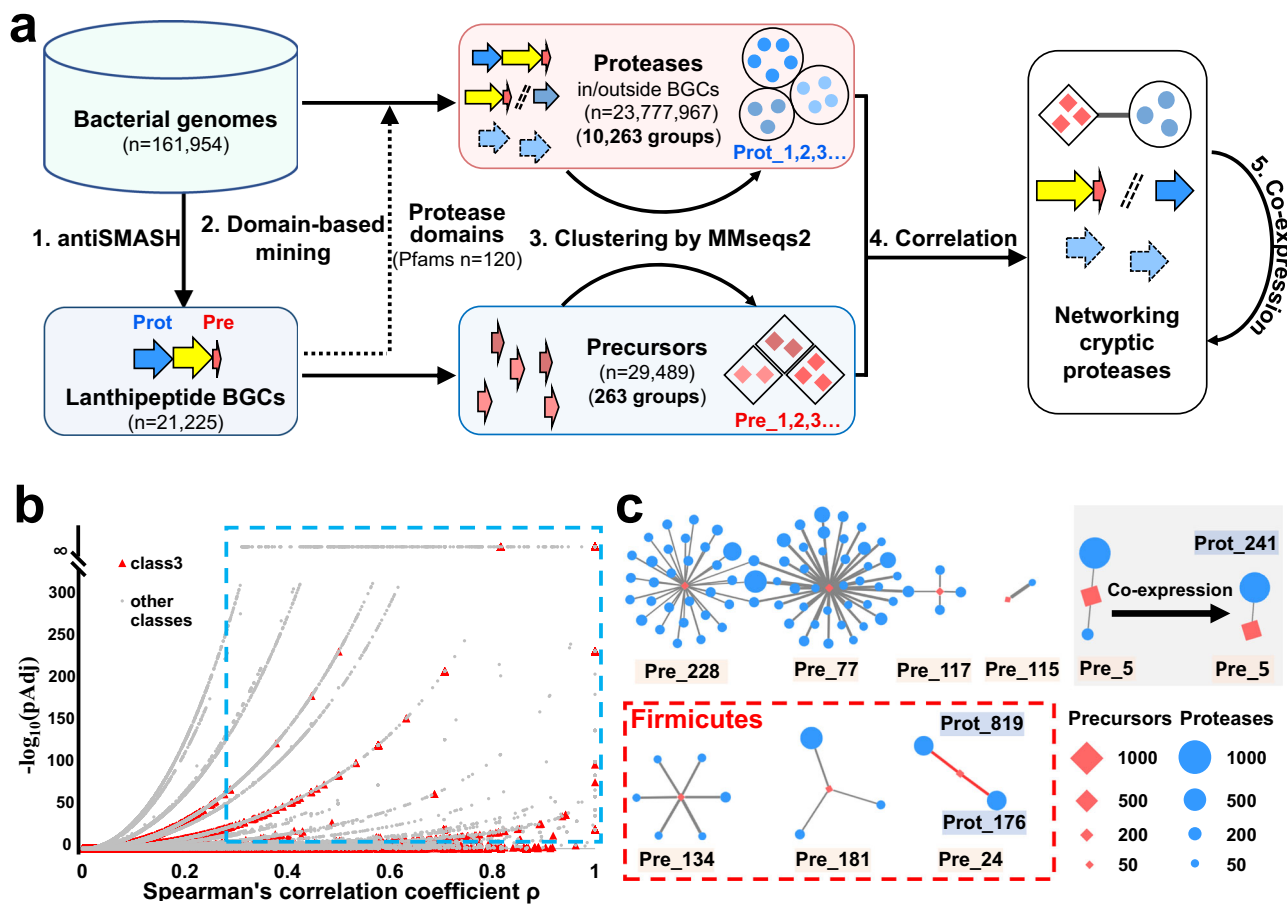 a
Bacterial genomes
(n=161,954)
1. antiSMASH
2. Domain-based
mining
Protease
domains
(Pfams n=120)
Prot
Pre
Lanthipeptide BGCs
(n=21,225)
Proteases
in/outside BGCs
(n=23,777,967)
(10,263 groups)
Prot_1,2,3...
3. Clustering by MMseqs2
Precursors
(n=29,489)
(263 groups)
Pre_1,2,3...
4. Correlation
Networking
cryptic
proteases
5. Co-expression
b
∞
300
250
200
150
100
50
0
-log10(pAdj)
class3
other
classes
0
0.2
0.4
0.6
0.8
1
Spearman's correlation coefficient ρ
c
Pre_228
Pre_77
Pre_117
Pre_115
Prot_241
Co-expression
Pre_5
Pre_5
Firmicutes
Prot_819
Prot_176
Pre_134
Pre_181
Pre_24
Precursors
Proteases
1000
1000
500
500
200
200
50
50